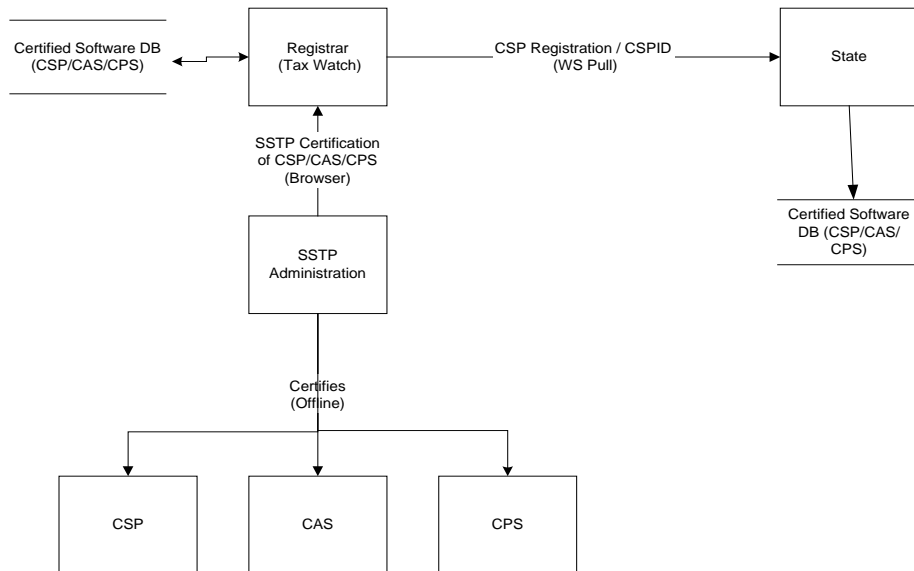 Certified Software DB
(CSP/CAS/CPS)
Registrar
(Tax Watch)
CSP Registration / CSPID
(WS Pull)
State
SSTP Certification
of CSP/CAS/CPS
(Browser)
Certified Software
DB (CSP/CAS/
CPS)
SSTP
Administration
Certifies
(Offline)
CSP
CAS
CPS